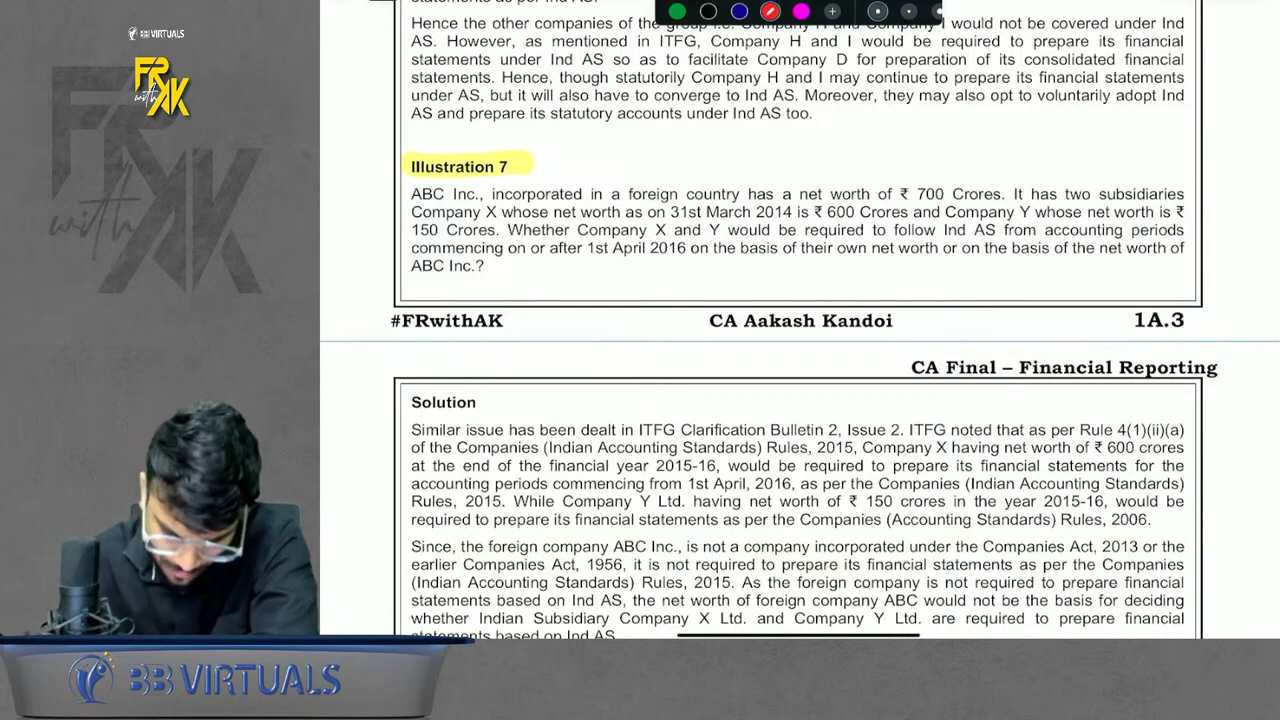 statements as per Ind AS.
Hence the other companies of the group i.e. Company H and Company I would not be covered under Ind
AS. However, as mentioned in ITFG, Company H and I would be required to prepare its financial
statements under Ind AS so as to facilitate Company D for preparation of its consolidated financial
statements. Hence, though statutorily Company H and I may continue to prepare its financial statements
under AS, but it will also have to converge to Ind AS. Moreover, they may also opt to voluntarily adopt Ind
AS and prepare its statutory accounts under Ind AS too.
BB VIRTUALS
FR
with
AK
FR
with
AK
Illustration 7
ABC Inc., incorporated in a foreign country has a net worth of ₹ 700 Crores. It has two subsidiaries
Company X whose net worth as on 31st March 2014 is ₹ 600 Crores and Company Y whose net worth is ₹
150 Crores. Whether Company X and Y would be required to follow Ind AS from accounting periods
commencing on or after 1st April 2016 on the basis of their own net worth or on the basis of the net worth of
ABC Inc.?
#FRwithAK CA Aakash Kandoi 1A.3
CA Final – Financial Reporting
Solution
Similar issue has been dealt in ITFG Clarification Bulletin 2, Issue 2. ITFG noted that as per Rule 4(1)(ii)(a)
of the Companies (Indian Accounting Standards) Rules, 2015, Company X having net worth of ₹ 600 crores
at the end of the financial year 2015-16, would be required to prepare its financial statements for the
accounting periods commencing from 1st April, 2016, as per the Companies (Indian Accounting Standards)
Rules, 2015. While Company Y Ltd. having net worth of ₹ 150 crores in the year 2015-16, would be
required to prepare its financial statements as per the Companies (Accounting Standards) Rules, 2006.
Since, the foreign company ABC Inc., is not a company incorporated under the Companies Act, 2013 or the
earlier Companies Act, 1956, it is not required to prepare its financial statements as per the Companies
(Indian Accounting Standards) Rules, 2015. As the foreign company is not required to prepare financial
statements based on Ind AS, the net worth of foreign company ABC would not be the basis for deciding
whether Indian Subsidiary Company X Ltd. and Company Y Ltd. are required to prepare financial
statements based on Ind AS.
BB VIRTUALS